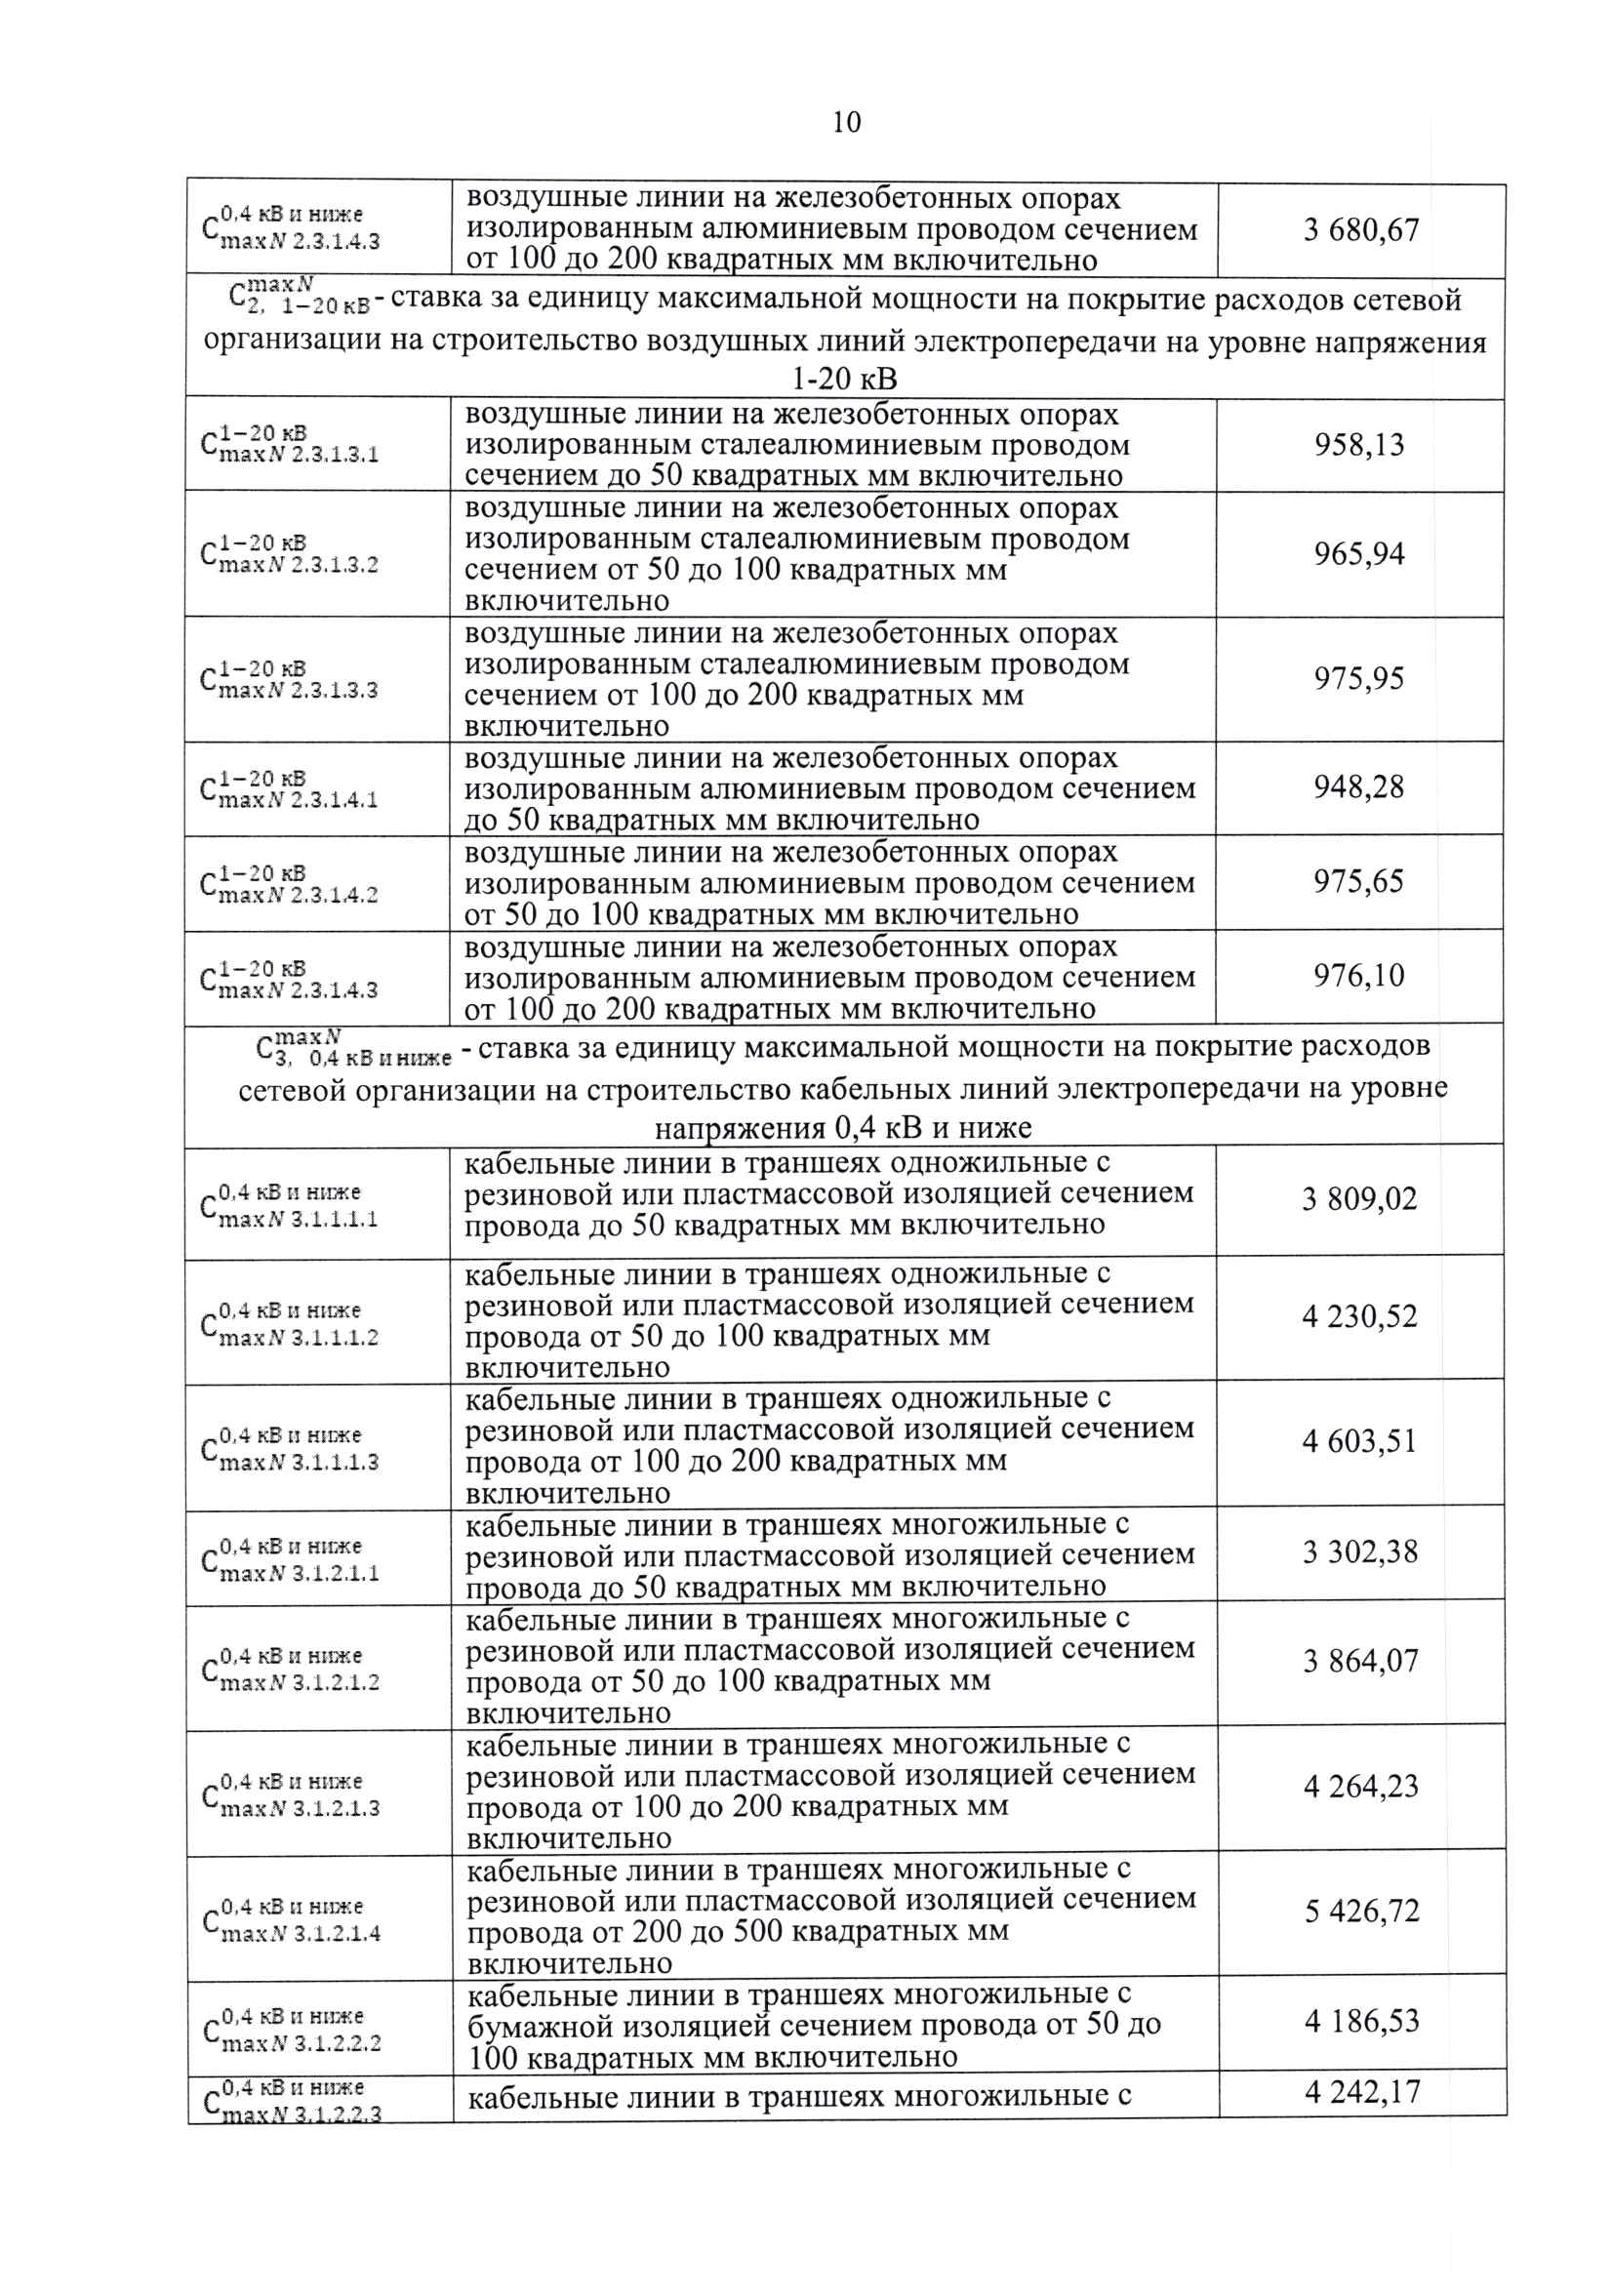 10
C^{0,4 кВ и ниже}_{maxN 2.3.1.4.3}
воздушные линии на железобетонных опорах
изолированным алюминиевым проводом сечением
от 100 до 200 квадратных мм включительно
3 680,67
C^{maxN}_{2, 1–20 кВ} - ставка за единицу максимальной мощности на покрытие расходов сетевой
организации на строительство воздушных линий электропередачи на уровне напряжения
1-20 кВ
C^{1–20 кВ}_{maxN 2.3.1.3.1}
воздушные линии на железобетонных опорах
изолированным сталеалюминиевым проводом
сечением до 50 квадратных мм включительно
958,13
C^{1–20 кВ}_{maxN 2.3.1.3.2}
воздушные линии на железобетонных опорах
изолированным сталеалюминиевым проводом
сечением от 50 до 100 квадратных мм
включительно
965,94
C^{1–20 кВ}_{maxN 2.3.1.3.3}
воздушные линии на железобетонных опорах
изолированным сталеалюминиевым проводом
сечением от 100 до 200 квадратных мм
включительно
975,95
C^{1–20 кВ}_{maxN 2.3.1.4.1}
воздушные линии на железобетонных опорах
изолированным алюминиевым проводом сечением
до 50 квадратных мм включительно
948,28
C^{1–20 кВ}_{maxN 2.3.1.4.2}
воздушные линии на железобетонных опорах
изолированным алюминиевым проводом сечением
от 50 до 100 квадратных мм включительно
975,65
C^{1–20 кВ}_{maxN 2.3.1.4.3}
воздушные линии на железобетонных опорах
изолированным алюминиевым проводом сечением
от 100 до 200 квадратных мм включительно
976,10
C^{maxN}_{3, 0,4 кВ и ниже} - ставка за единицу максимальной мощности на покрытие расходов
сетевой организации на строительство кабельных линий электропередачи на уровне
напряжения 0,4 кВ и ниже
C^{0,4 кВ и ниже}_{maxN 3.1.1.1.1}
кабельные линии в траншеях одножильные с
резиновой или пластмассовой изоляцией сечением
провода до 50 квадратных мм включительно
3 809,02
C^{0,4 кВ и ниже}_{maxN 3.1.1.1.2}
кабельные линии в траншеях одножильные с
резиновой или пластмассовой изоляцией сечением
провода от 50 до 100 квадратных мм
включительно
4 230,52
C^{0,4 кВ и ниже}_{maxN 3.1.1.1.3}
кабельные линии в траншеях одножильные с
резиновой или пластмассовой изоляцией сечением
провода от 100 до 200 квадратных мм
включительно
4 603,51
C^{0,4 кВ и ниже}_{maxN 3.1.2.1.1}
кабельные линии в траншеях многожильные с
резиновой или пластмассовой изоляцией сечением
провода до 50 квадратных мм включительно
3 302,38
C^{0,4 кВ и ниже}_{maxN 3.1.2.1.2}
кабельные линии в траншеях многожильные с
резиновой или пластмассовой изоляцией сечением
провода от 50 до 100 квадратных мм
включительно
3 864,07
C^{0,4 кВ и ниже}_{maxN 3.1.2.1.3}
кабельные линии в траншеях многожильные с
резиновой или пластмассовой изоляцией сечением
провода от 100 до 200 квадратных мм
включительно
4 264,23
C^{0,4 кВ и ниже}_{maxN 3.1.2.1.4}
кабельные линии в траншеях многожильные с
резиновой или пластмассовой изоляцией сечением
провода от 200 до 500 квадратных мм
включительно
5 426,72
C^{0,4 кВ и ниже}_{maxN 3.1.2.2.2}
кабельные линии в траншеях многожильные с
бумажной изоляцией сечением провода от 50 до
100 квадратных мм включительно
4 186,53
C^{0,4 кВ и ниже}_{maxN 3.1.2.2.3}
кабельные линии в траншеях многожильные с
4 242,17